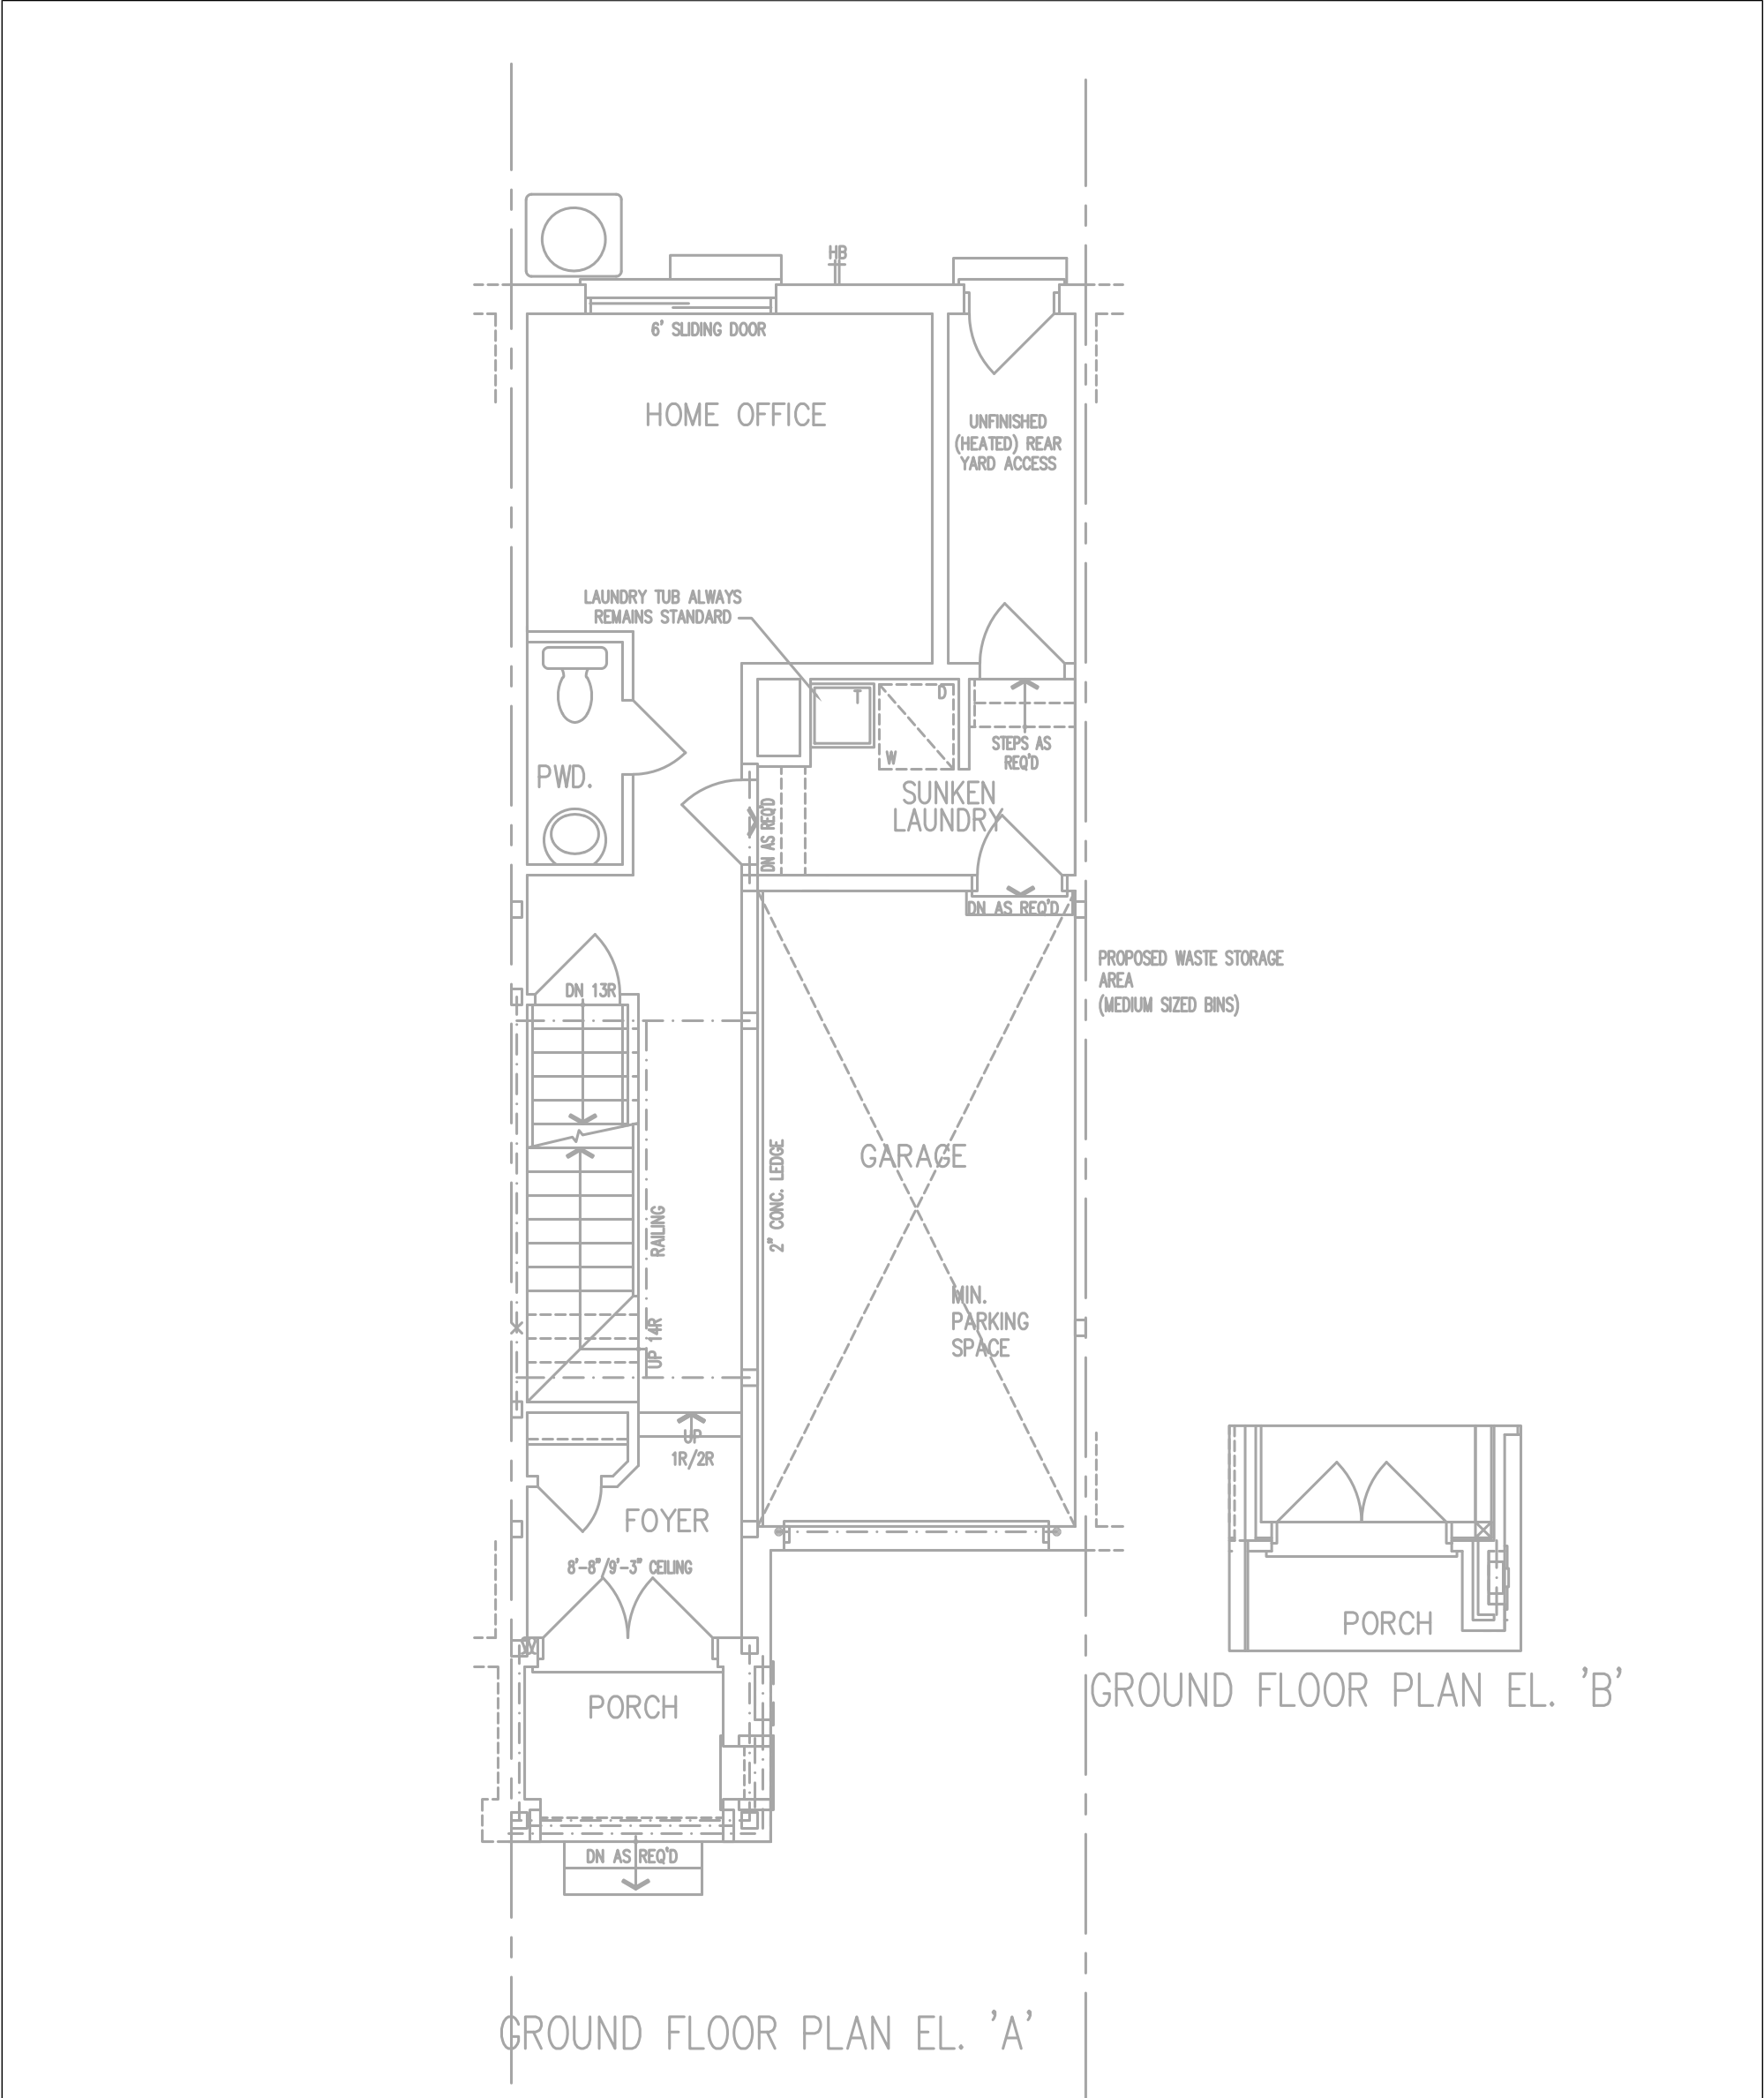 HB
6' SLIDING DOOR
HOME OFFICE
UNFINISHED
(HEATED) REAR
YARD ACCESS
LAUNDRY TUB ALWAYS
REMAINS STANDARD
T
D
W
STEPS AS
REQ'D
PWD.
SUNKEN
LAUNDRY
DN AS REQ'D
DN AS REQ'D
PROPOSED WASTE STORAGE
AREA
(MEDIUM SIZED BINS)
DN 13R
GARAGE
2" CONC. LEDGE
RAILING
MIN.
PARKING
SPACE
UP 14R
UP
1R/2R
FOYER
8'-8"/9'-3" CEILING
PORCH
PORCH
GROUND FLOOR PLAN EL. 'B'
DN AS REQ'D
GROUND FLOOR PLAN EL. 'A'